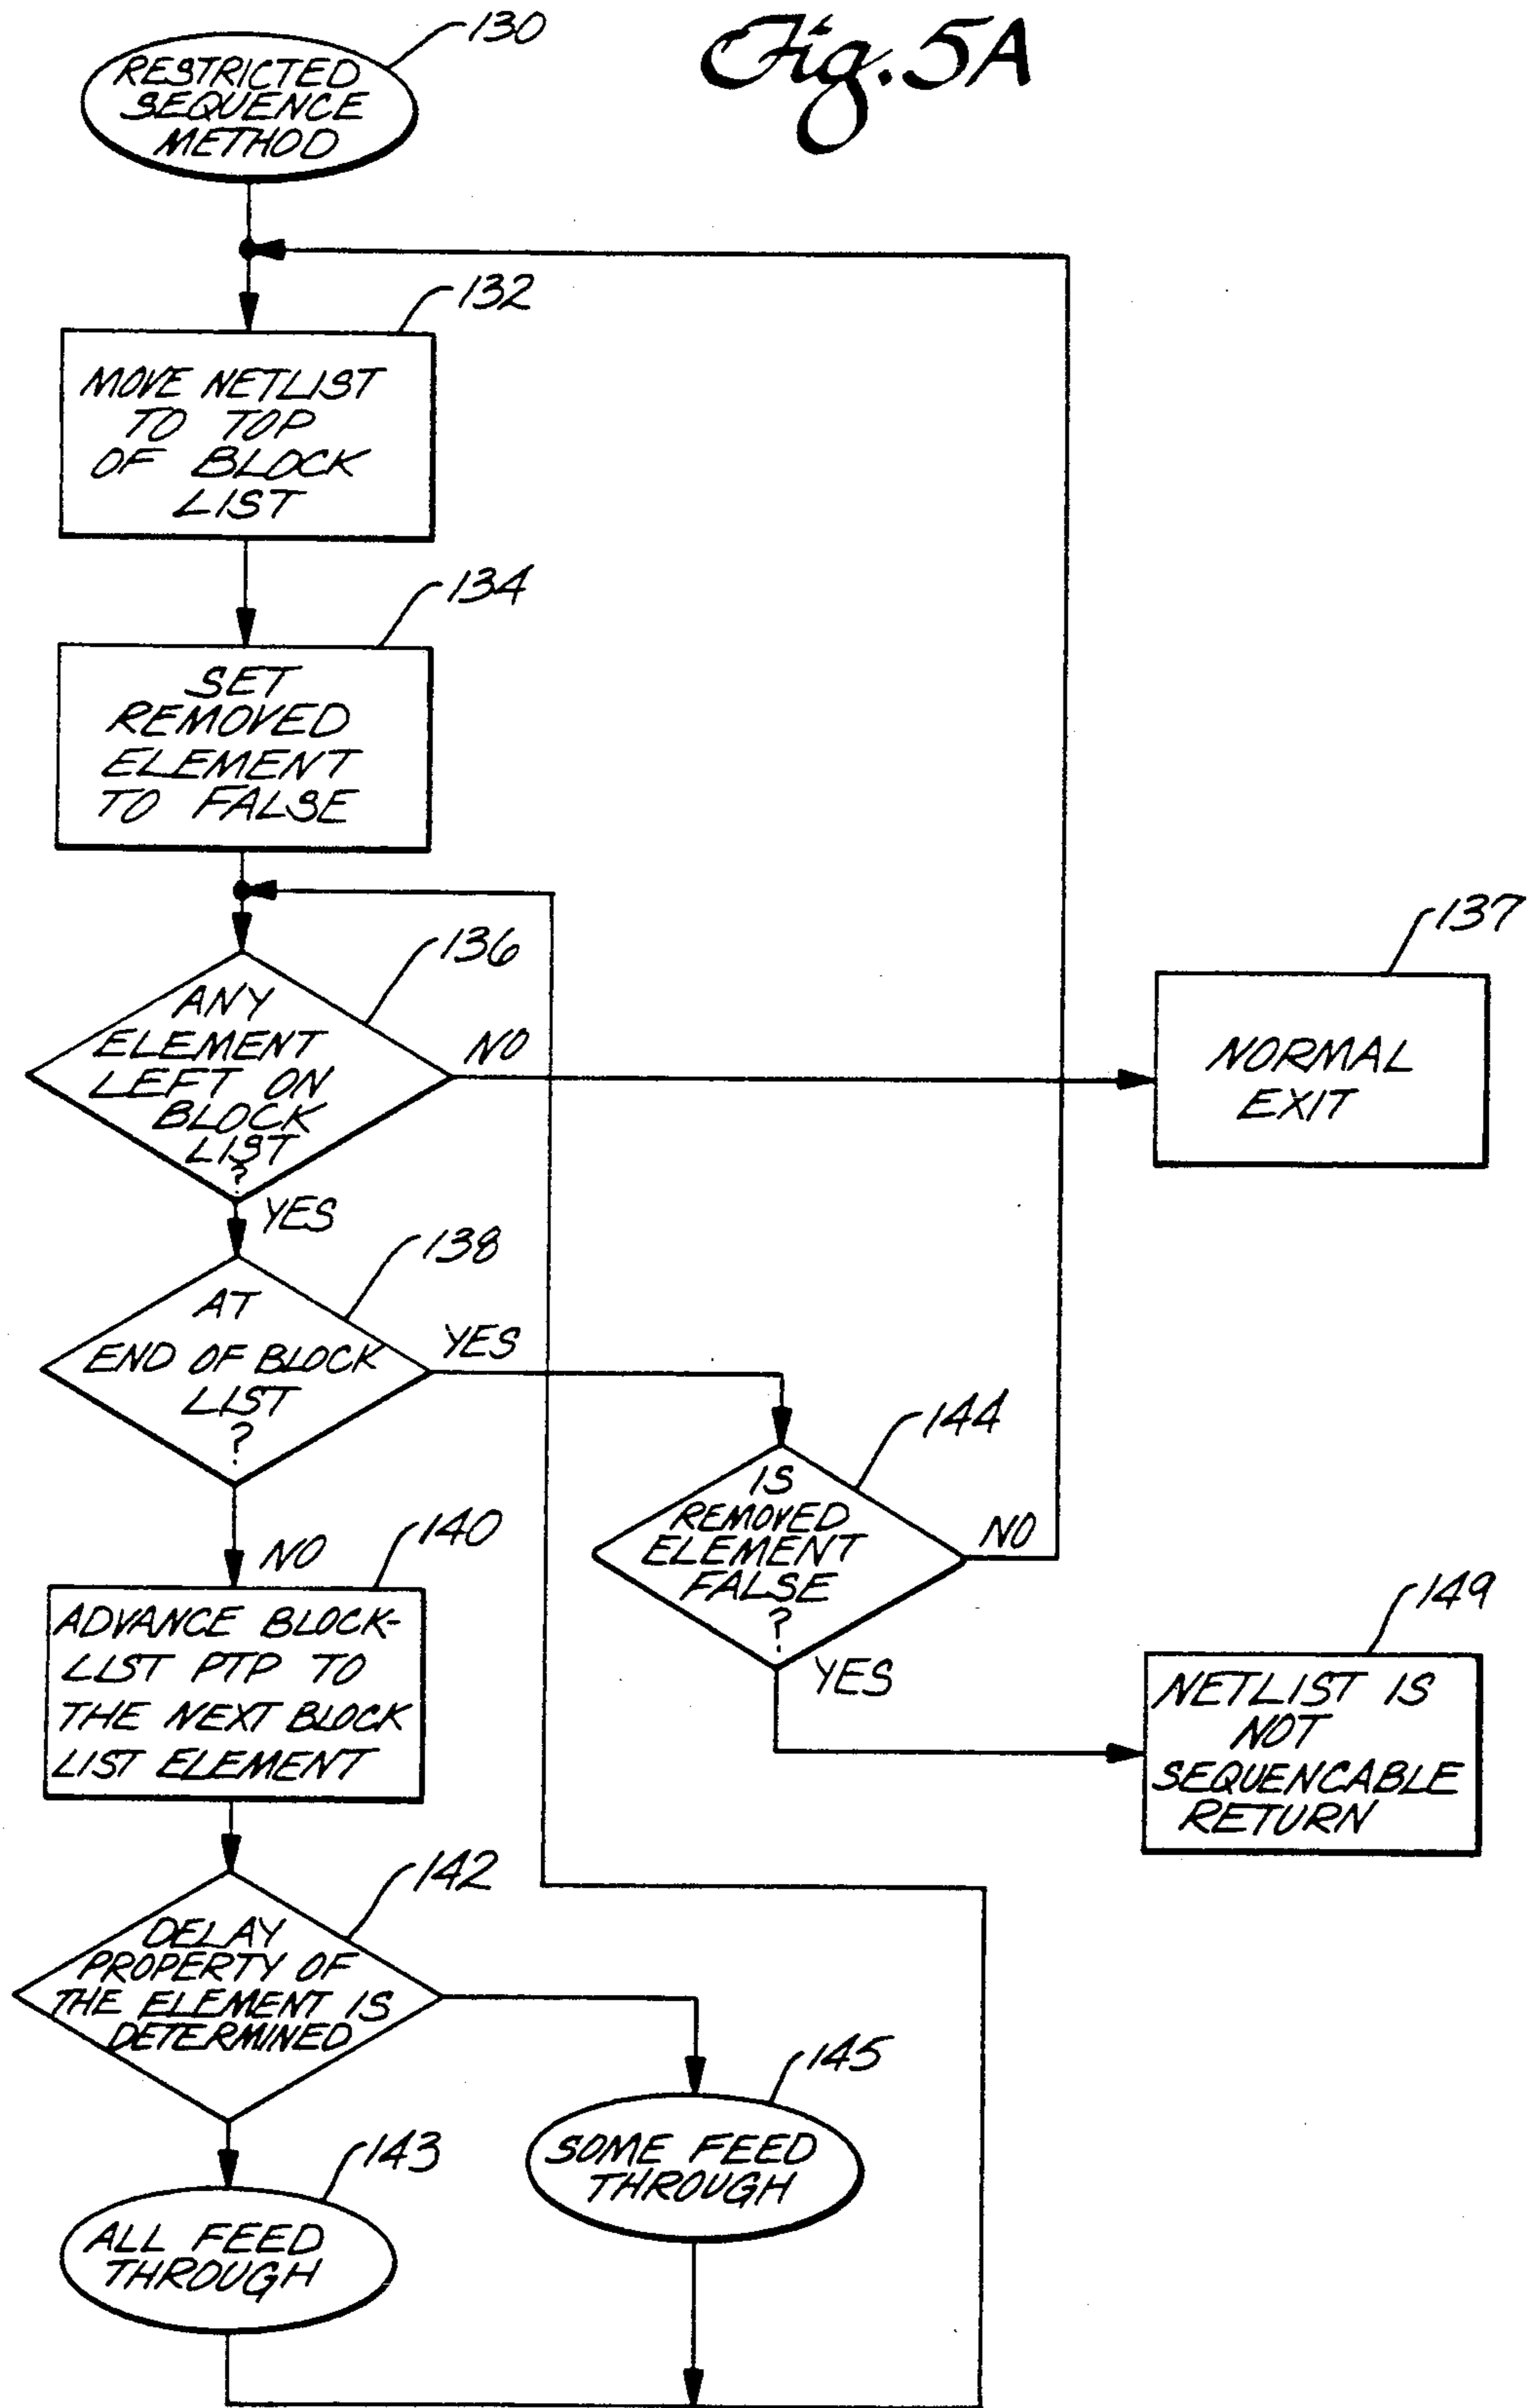 Fig. 5A
130
RESTRICTED
SEQUENCE
METHOD
132
MOVE NETLIST
TO TOP
OF BLOCK
LIST
134
SET
REMOVED
ELEMENT
TO FALSE
136
ANY
ELEMENT
LEFT ON
BLOCK
LIST
?
NO
137
NORMAL
EXIT
YES
138
AT
END OF BLOCK
LIST
?
YES
144
IS
REMOVED
ELEMENT
FALSE
?
NO
YES
149
NETLIST IS
NOT
SEQUENCABLE
RETURN
NO
140
ADVANCE BLOCK-
LIST PTP TO
THE NEXT BLOCK
LIST ELEMENT
142
DELAY
PROPERTY OF
THE ELEMENT IS
DETERMINED
145
SOME FEED
THROUGH
143
ALL FEED
THROUGH